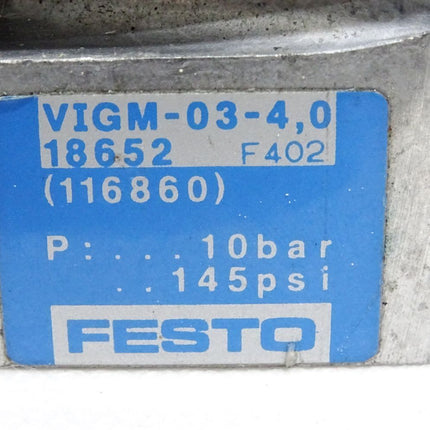 VIGM-03-4,0
18652 F402
(116860)
P: . . . 10bar
. . 145psi
FESTO